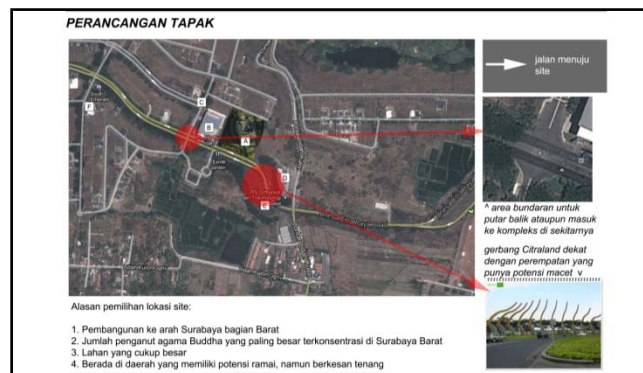 PERANCANGAN TAPAK
jalan menuju
site
C
F
B
A
D
E
^ area bundaran untuk
putar balik ataupun masuk
ke kompleks di sekitarnya
gerbang Citraland dekat
dengan perempatan yang
punya potensi macet v
Alasan pemilihan lokasi site:
1. Pembangunan ke arah Surabaya bagian Barat
2. Jumlah penganut agama Buddha yang paling besar terkonsentrasi di Surabaya Barat
3. Lahan yang cukup besar
4. Berada di daerah yang memiliki potensi ramai, namun berkesan tenang